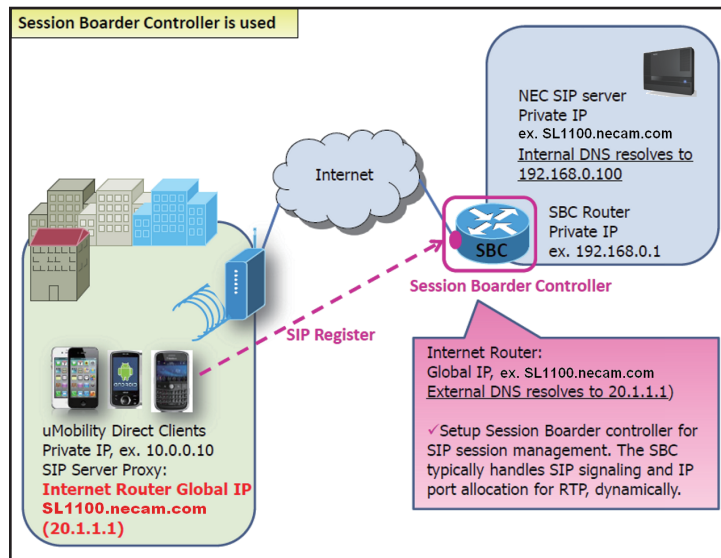 Session Boarder Controller is used
NEC SIP server
Private IP
ex. SL1100.necam.com
Internal DNS resolves to
192.168.0.100
Internet
SBC Router
Private IP
ex. 192.168.0.1
SBC
Session Boarder Controller
SIP Register
Internet Router:
Global IP, ex. SL1100.necam.com
External DNS resolves to 20.1.1.1)
✓Setup Session Boarder controller for
SIP session management. The SBC
typically handles SIP signaling and IP
port allocation for RTP, dynamically.
uMobility Direct Clients
Private IP, ex. 10.0.0.10
SIP Server Proxy:
Internet Router Global IP
SL1100.necam.com
(20.1.1.1)